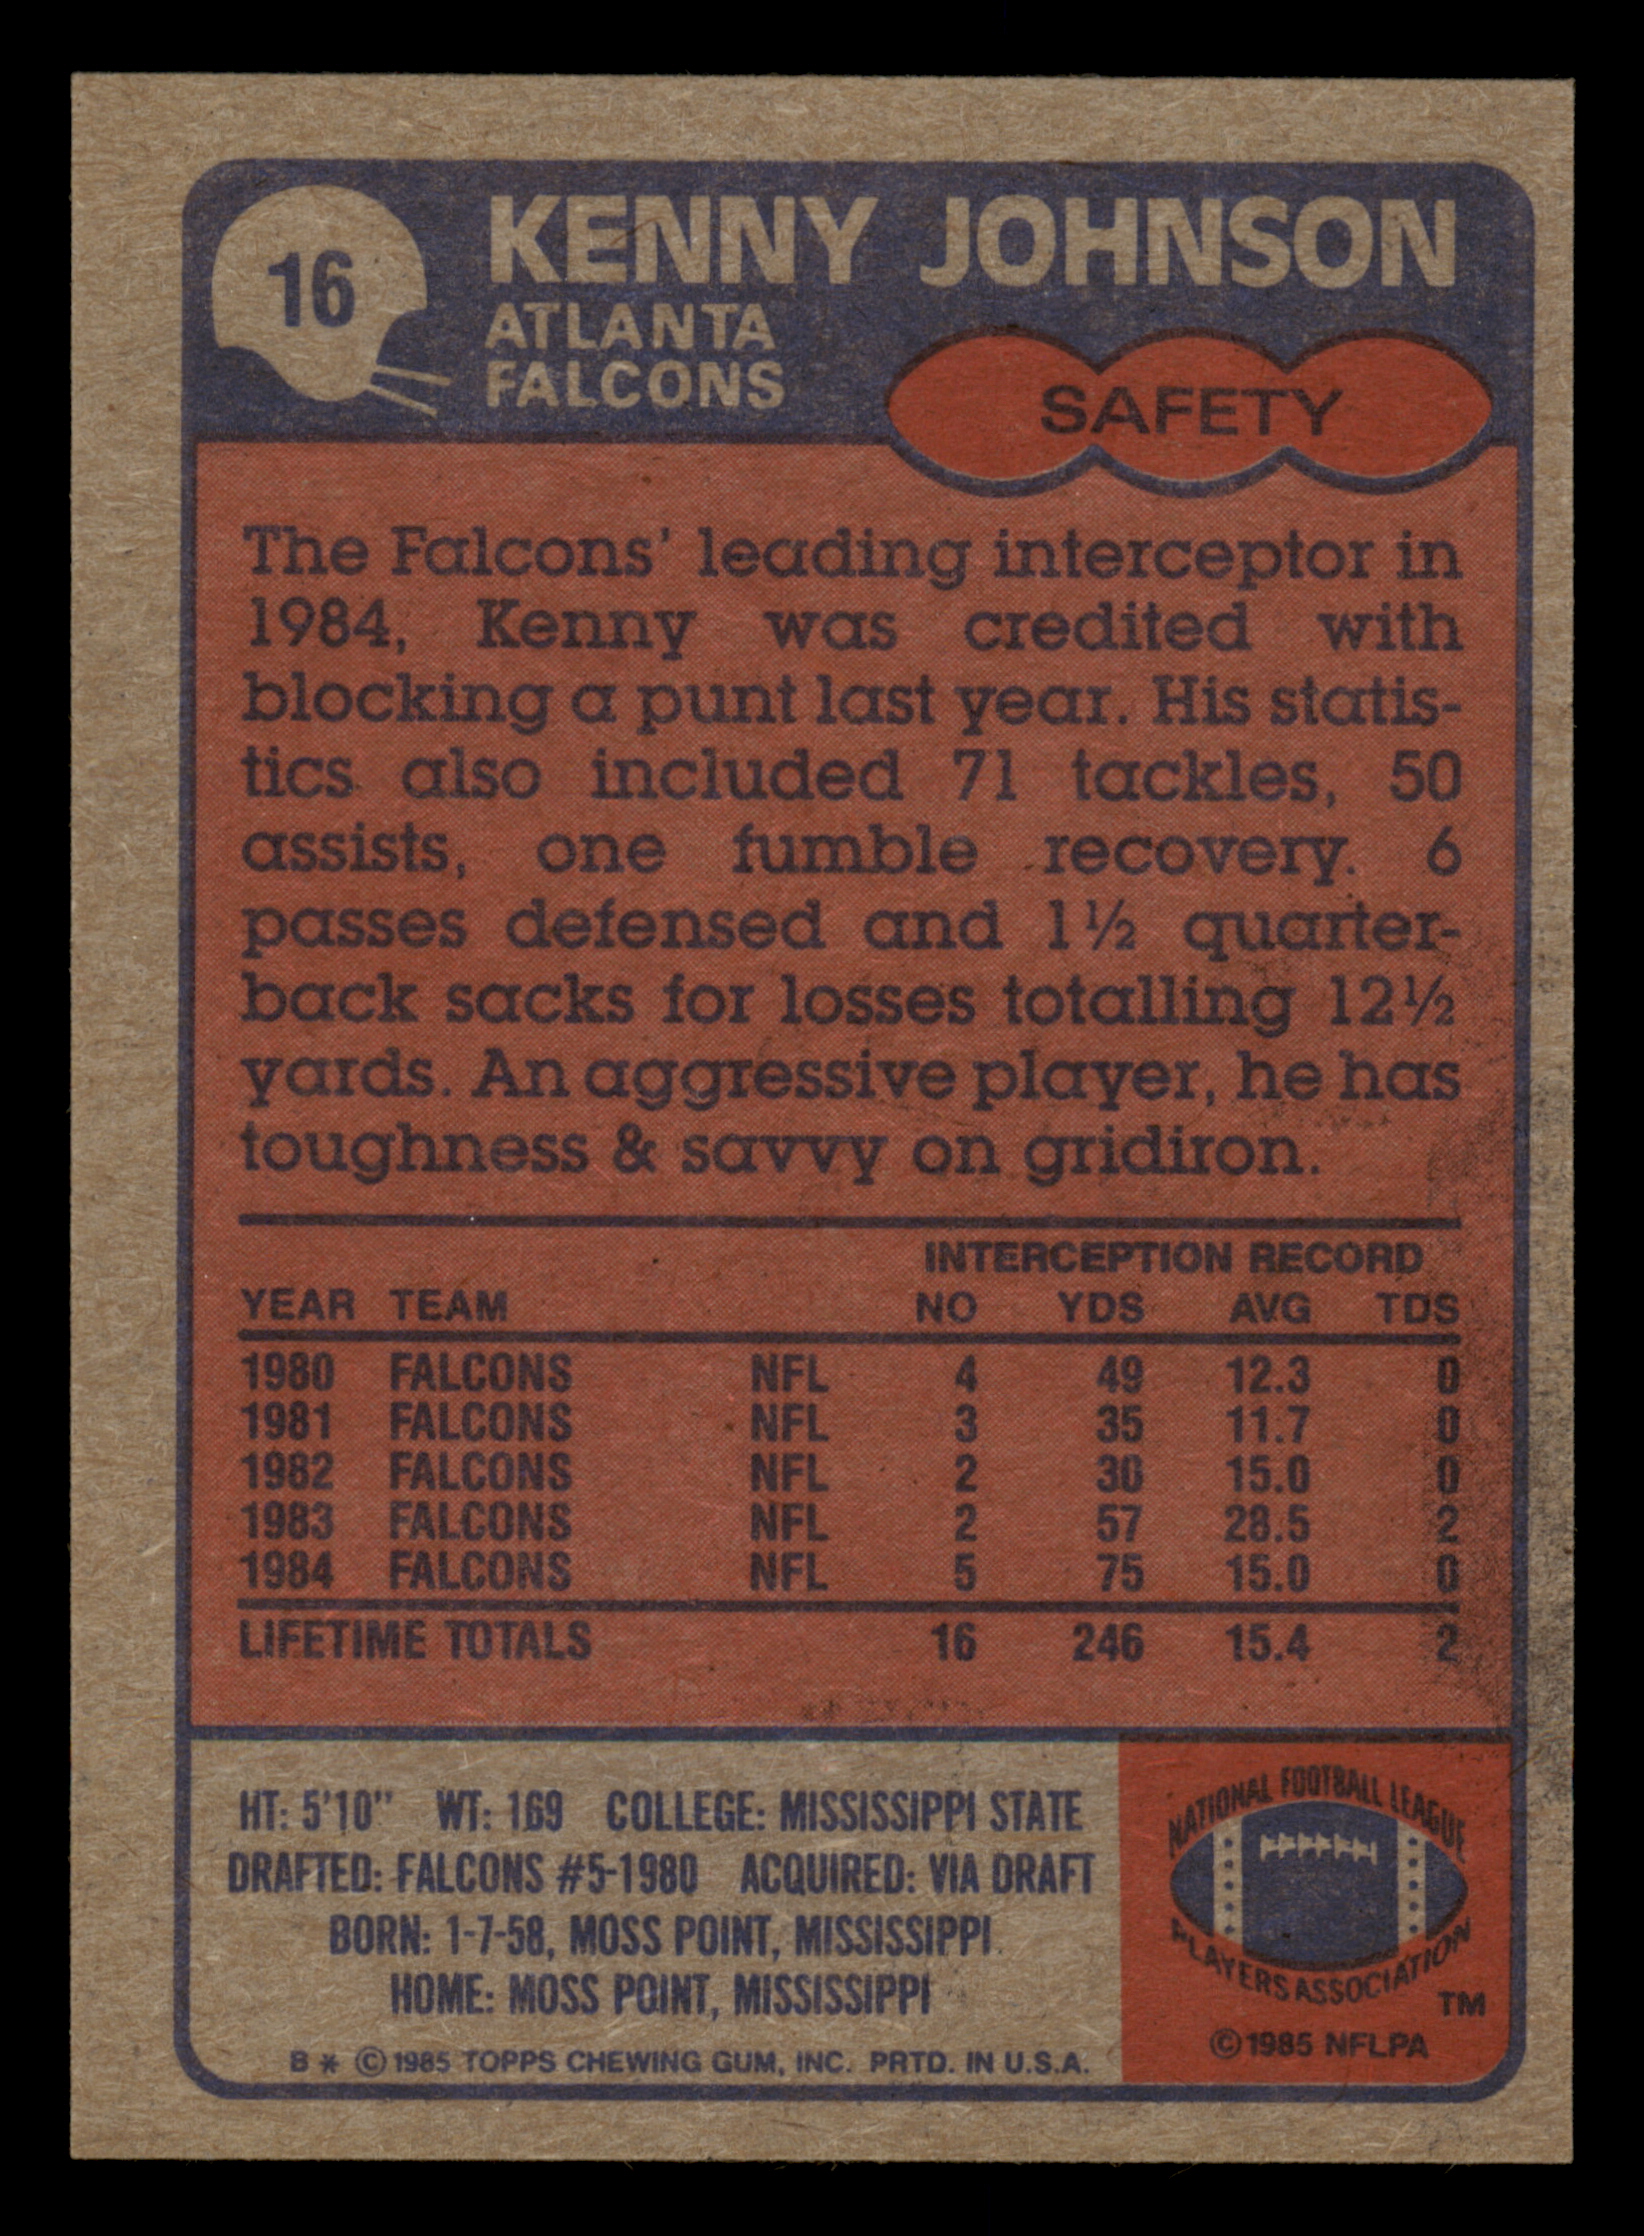 16
KENNY JOHNSON
ATLANTA
FALCONS
SAFETY
The Falcons' leading interceptor in
1984, Kenny was credited with
blocking a punt last year. His statis-
tics also included 71 tackles, 50
assists, one fumble recovery. 6
passes defensed and 1½ quarter-
back sacks for losses totalling 12½
yards. An aggressive player, he has
toughness & savvy on gridiron.
INTERCEPTION RECORD
YEAR TEAM NO YDS AVG TDS
1980 FALCONS NFL 4 49 12.3 0
1981 FALCONS NFL 3 35 11.7 0
1982 FALCONS NFL 2 30 15.0 0
1983 FALCONS NFL 2 57 28.5 2
1984 FALCONS NFL 5 75 15.0 0
LIFETIME TOTALS 16 246 15.4 2
HT: 5'10" WT: 169 COLLEGE: MISSISSIPPI STATE
DRAFTED: FALCONS #5-1980 ACQUIRED: VIA DRAFT
BORN: 1-7-58, MOSS POINT, MISSISSIPPI
HOME: MOSS POINT, MISSISSIPPI
B * © 1985 TOPPS CHEWING GUM, INC. PRTD. IN U.S.A.
NATIONAL FOOTBALL LEAGUE
PLAYERS ASSOCIATION
TM
© 1985 NFLPA